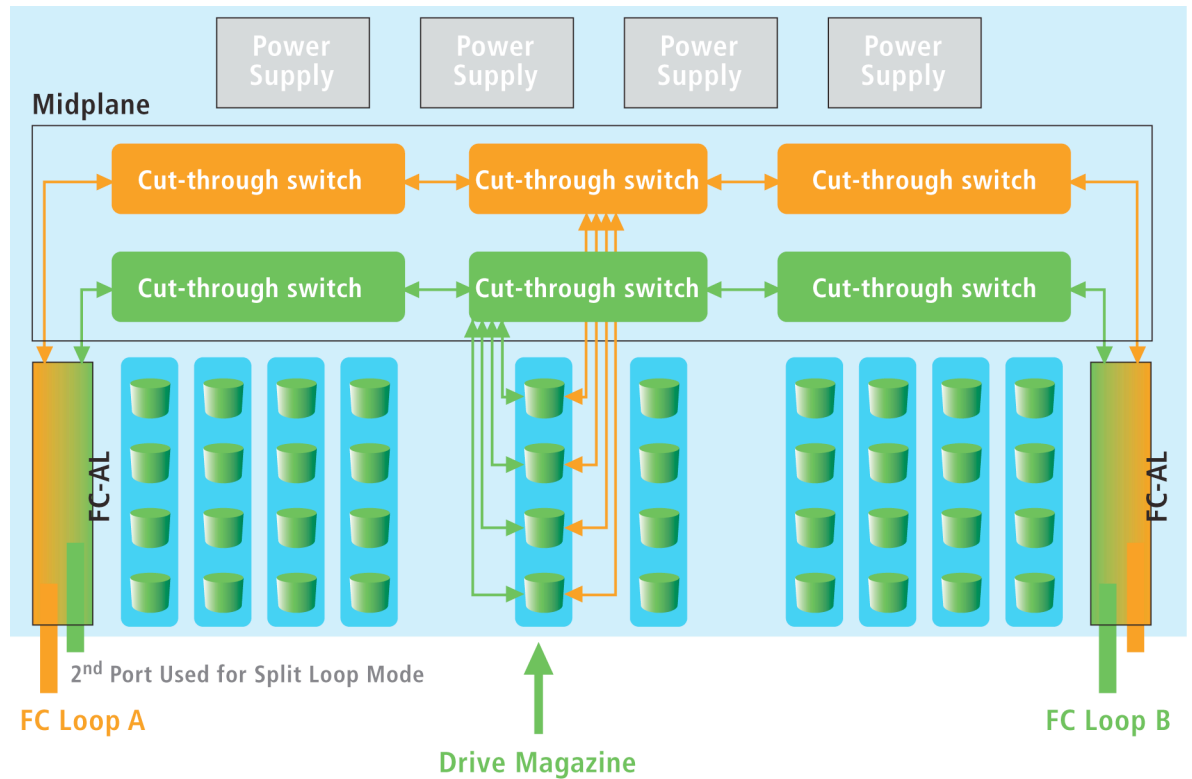 Power
Supply
Power
Supply
Power
Supply
Power
Supply
Midplane
Cut-through switch
Cut-through switch
Cut-through switch
Cut-through switch
Cut-through switch
Cut-through switch
FC-AL
FC-AL
2nd Port Used for Split Loop Mode
FC Loop A
FC Loop B
Drive Magazine